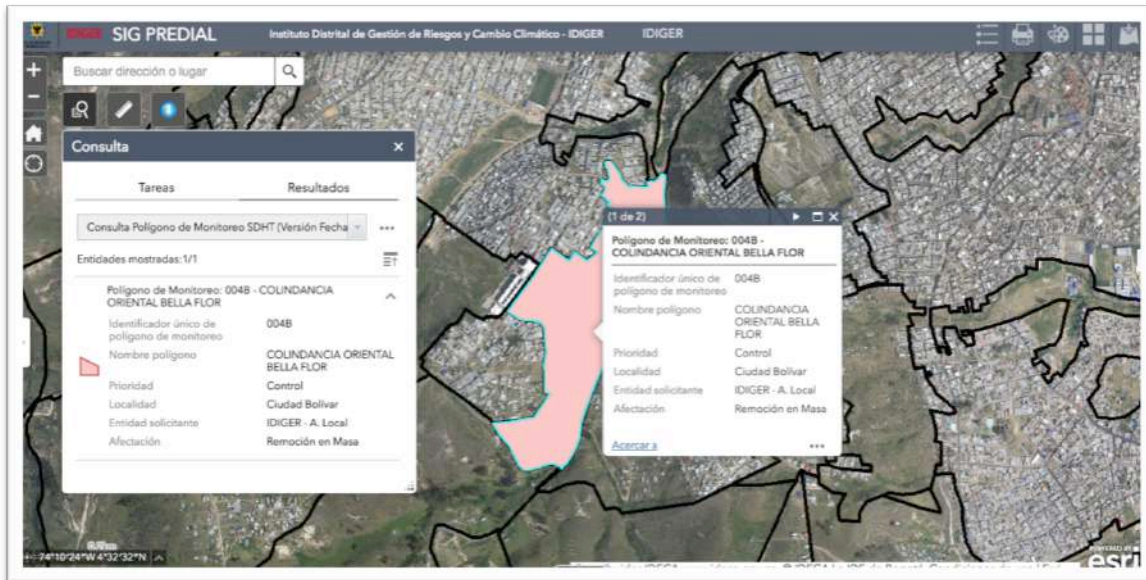 IDIGER SIG PREDIAL Instituto Distrital de Gestión de Riesgos y Cambio Climático - IDIGER IDIGER
+
Buscar dirección o lugar
−
Consulta ×
Tareas Resultados
Consulta Polígono de Monitoreo SDHT (Versión Fecha
Entidades mostradas:1/1
Polígono de Monitoreo: 004B - COLINDANCIA
ORIENTAL BELLA FLOR
Identificador único de 004B
polígono de monitoreo
Nombre polígono COLINDANCIA ORIENTAL
BELLA FLOR
Prioridad Control
Localidad Ciudad Bolívar
Entidad solicitante IDIGER - A. Local
Afectación Remoción en Masa
(1 de 2)
Polígono de Monitoreo: 004B -
COLINDANCIA ORIENTAL BELLA FLOR
Identificador único de 004B
polígono de monitoreo
Nombre polígono COLINDANCIA
ORIENTAL BELLA
FLOR
Prioridad Control
Localidad Ciudad Bolívar
Entidad solicitante IDIGER - A. Local
Afectación Remoción en Masa
Acercar a
74°10'24"W 4°32'32"N
POWERED BY
esri